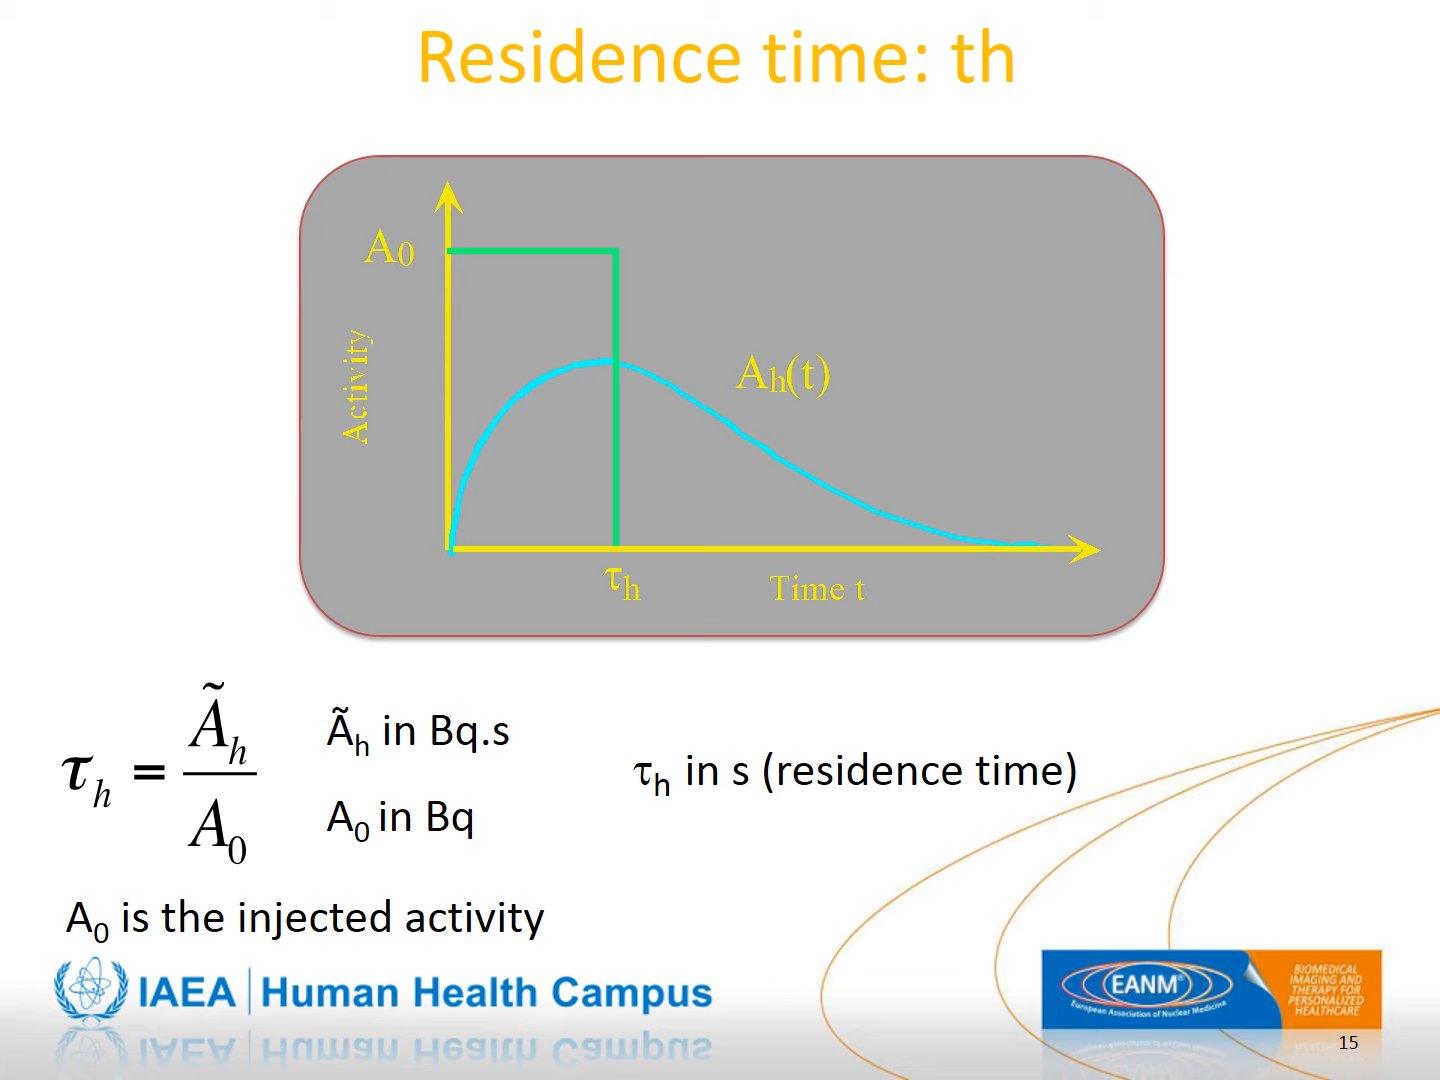 Residence time: th
A0
Activity
Ah(t)
τh
Time t
τh = Ãh / A0
Ãh in Bq.s
A0 in Bq
τh in s (residence time)
A0 is the injected activity
IAEA | Human Health Campus
EANM®
European Association of Nuclear Medicine
BIOMEDICAL
IMAGING AND
THERAPY FOR
PERSONALIZED
HEALTHCARE
15